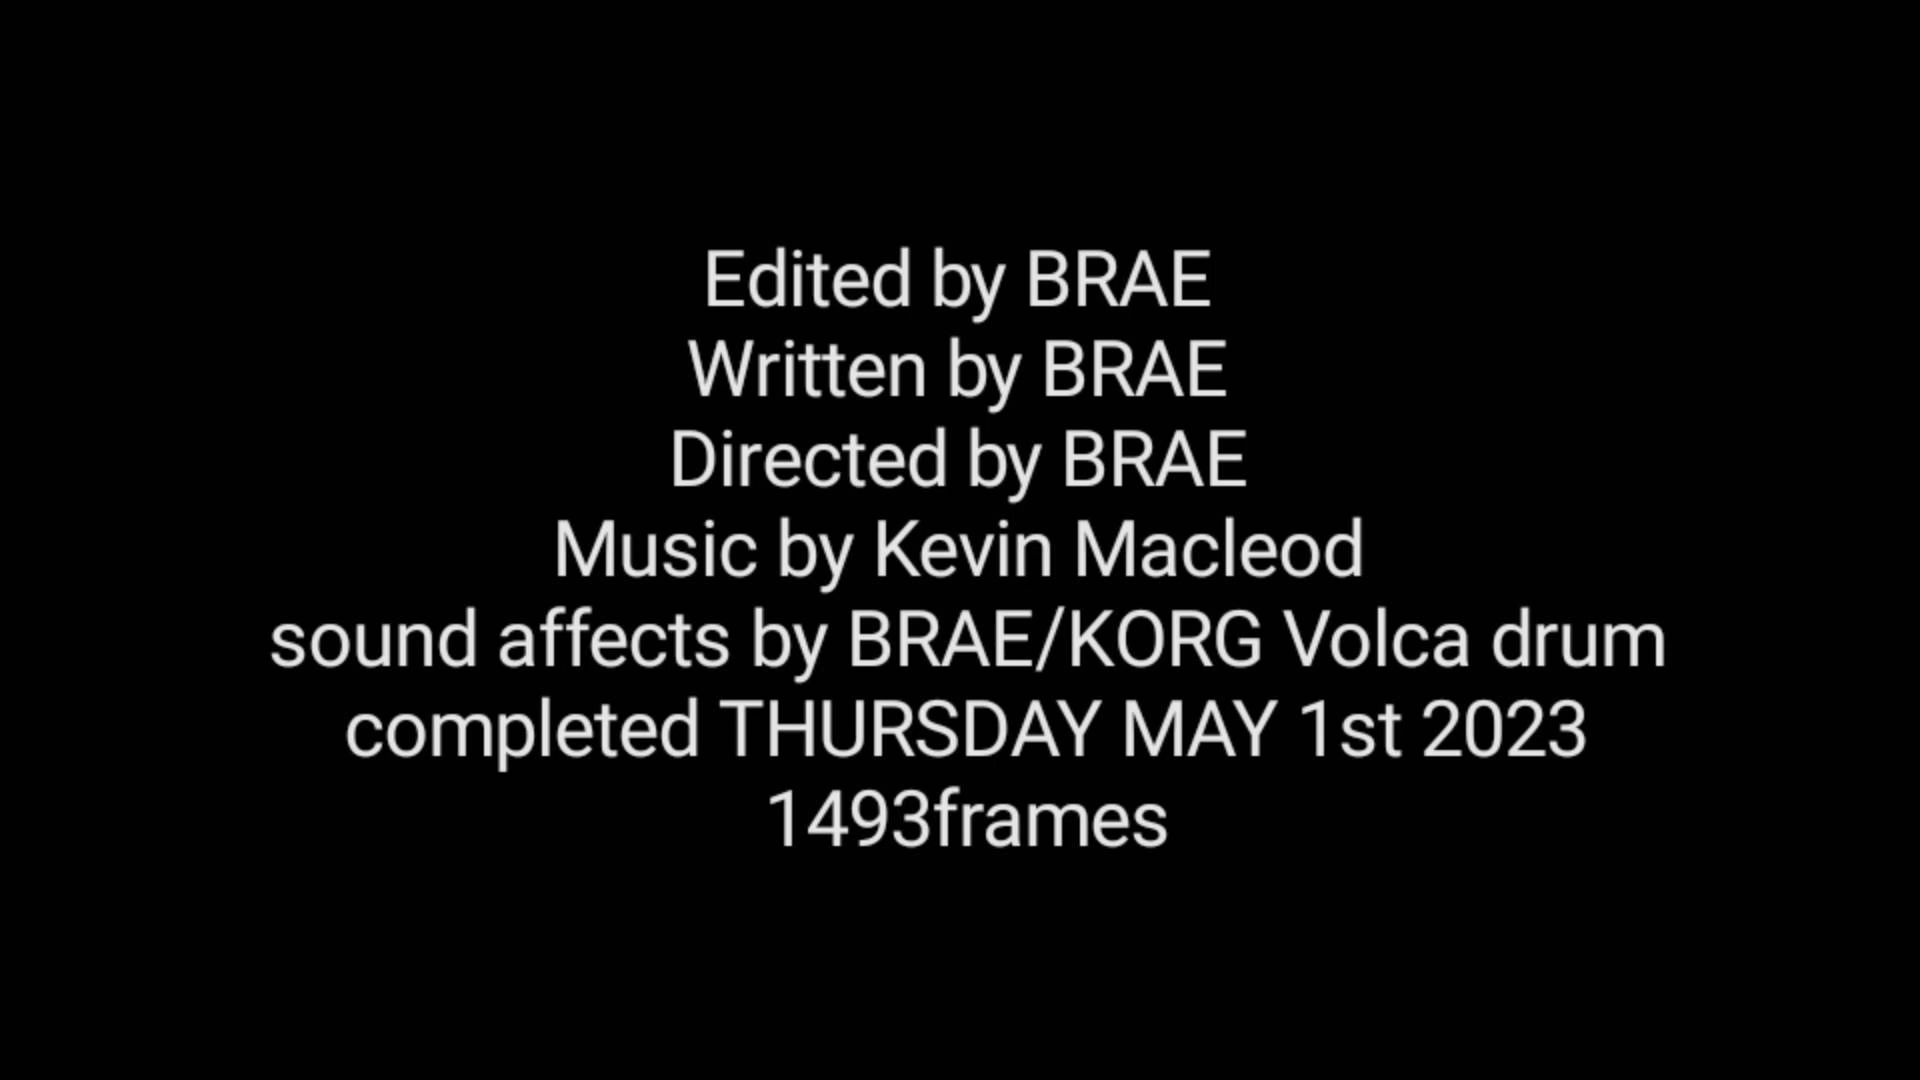 Edited by BRAE
Written by BRAE
Directed by BRAE
Music by Kevin Macleod
sound affects by BRAE/KORG Volca drum
completed THURSDAY MAY 1st 2023
1493frames